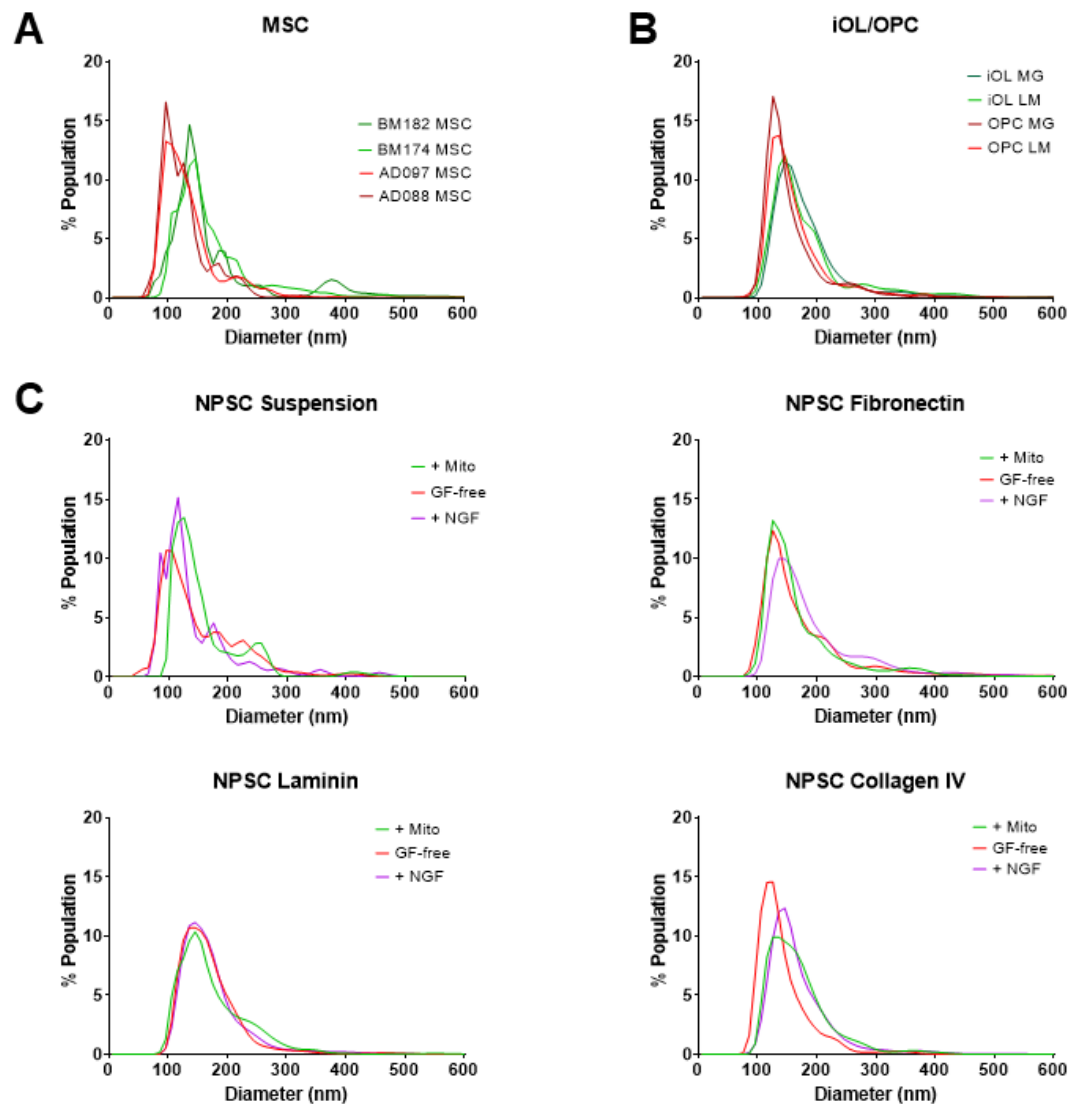 A
MSC
20
15
10
5
0
% Population
0 100 200 300 400 500 600
Diameter (nm)
BM182 MSC
BM174 MSC
AD097 MSC
AD088 MSC
B
iOL/OPC
20
15
10
5
0
% Population
0 100 200 300 400 500 600
Diameter (nm)
iOL MG
iOL LM
OPC MG
OPC LM
C
NPSC Suspension
20
15
10
5
0
% Population
0 100 200 300 400 500 600
Diameter (nm)
+ Mito
GF-free
+ NGF
NPSC Fibronectin
20
15
10
5
0
% Population
0 100 200 300 400 500 600
Diameter (nm)
+ Mito
GF-free
+ NGF
NPSC Laminin
20
15
10
5
0
% Population
0 100 200 300 400 500 600
Diameter (nm)
+ Mito
GF-free
+ NGF
NPSC Collagen IV
20
15
10
5
0
% Population
0 100 200 300 400 500 600
Diameter (nm)
+ Mito
GF-free
+ NGF